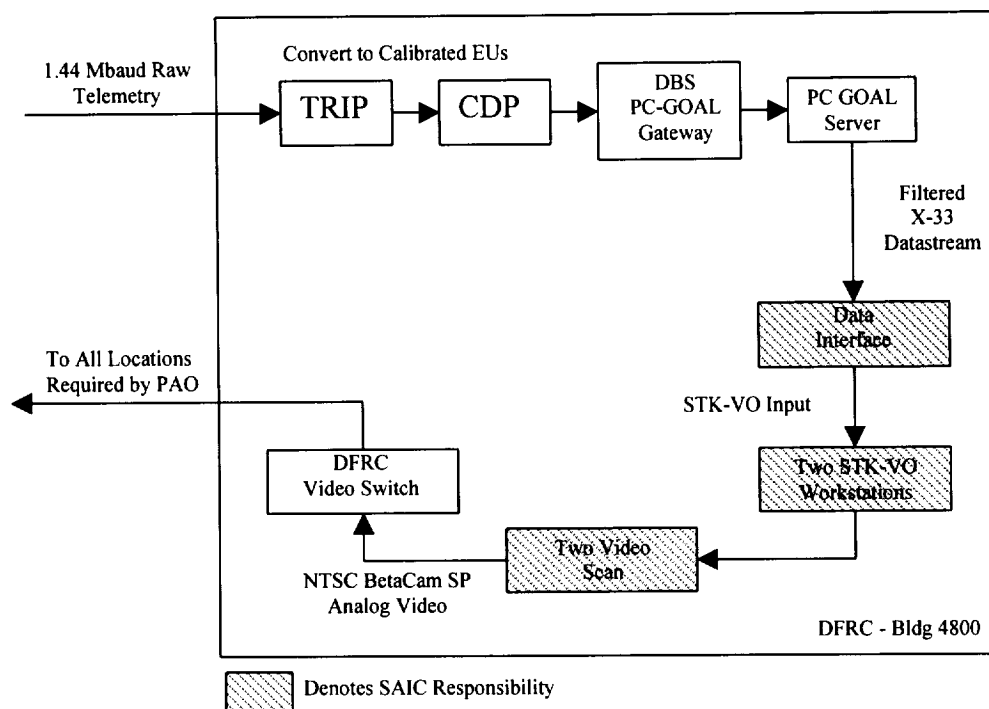 Convert to Calibrated EUs
1.44 Mbaud Raw
Telemetry
TRIP
CDP
DBS
PC-GOAL
Gateway
PC GOAL
Server
Filtered
X-33
Datastream
Data
Interface
STK-VO Input
Two STK-VO
Workstations
Two Video
Scan
NTSC BetaCam SP
Analog Video
DFRC
Video Switch
To All Locations
Required by PAO
DFRC - Bldg 4800
Denotes SAIC Responsibility